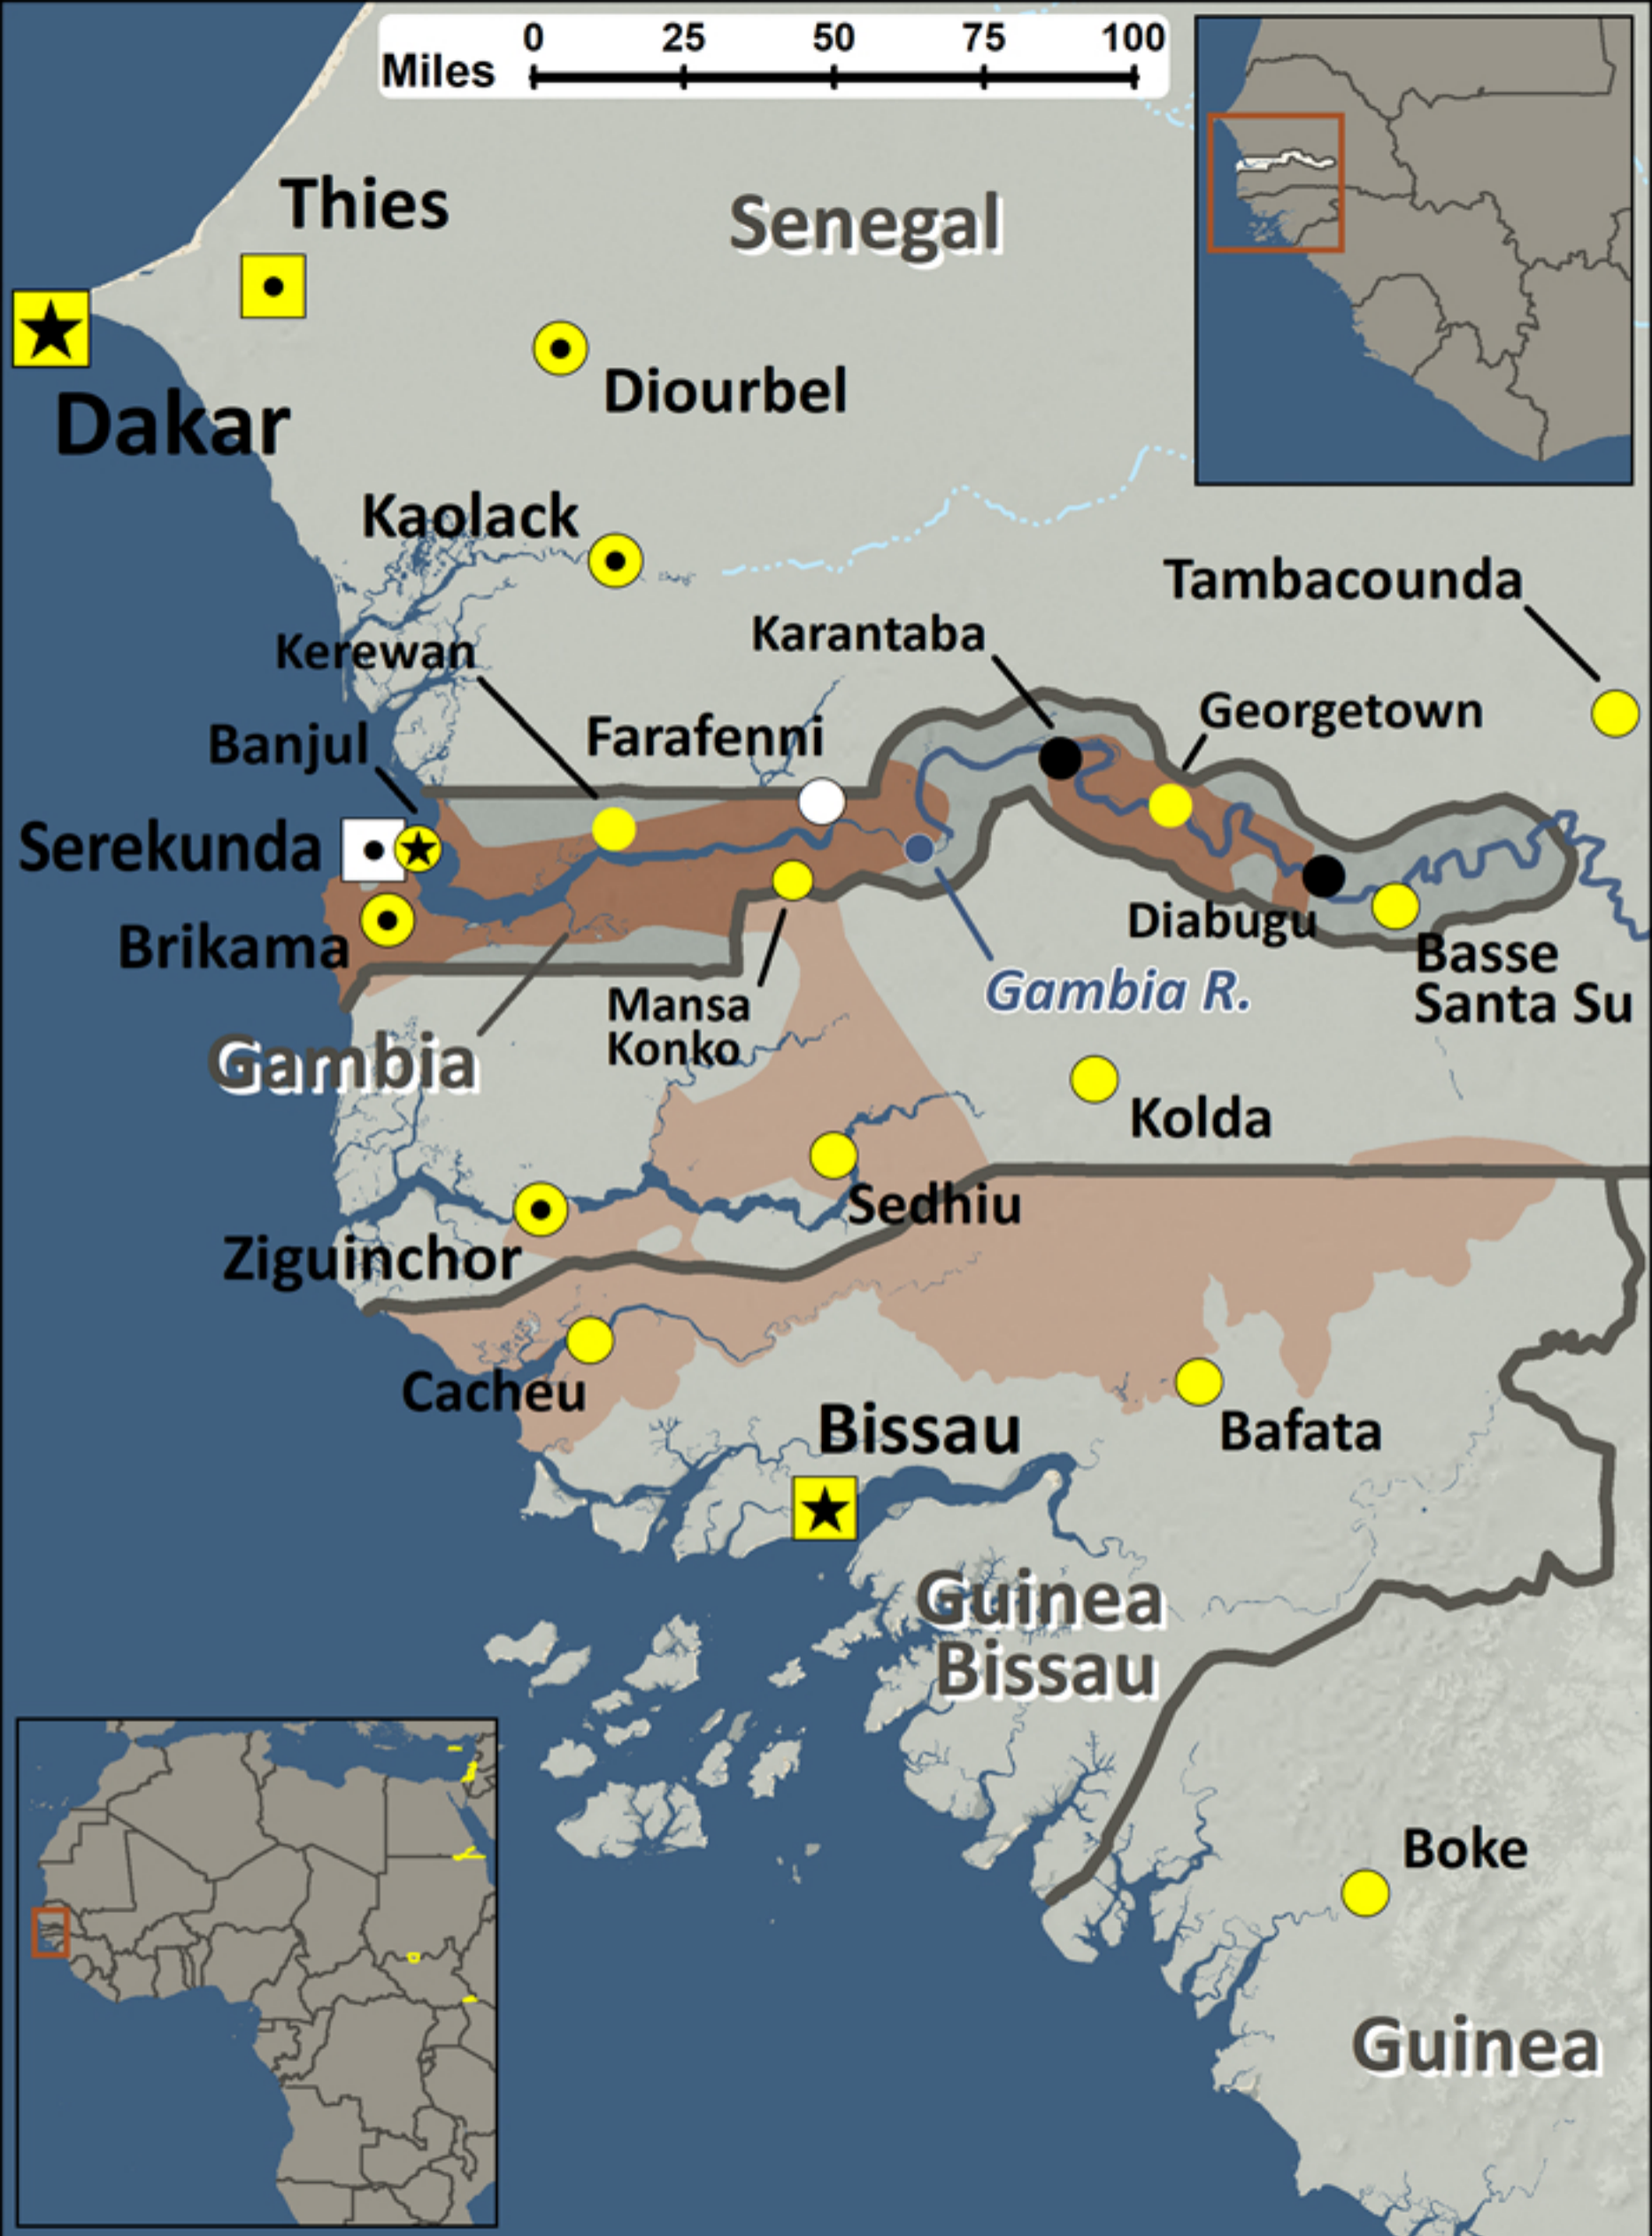 0 25 50 75 100
Miles
Thies
Senegal
Dakar
Diourbel
Kaolack
Tambacounda
Karantaba
Kerewan
Georgetown
Farafenni
Banjul
Serekunda
Brikama
Diabugu
Basse
Santa Su
Gambia R.
Mansa
Konko
Gambia
Kolda
Sedhiu
Ziguinchor
Cacheu
Bissau
Bafata
Guinea
Bissau
Boke
Guinea